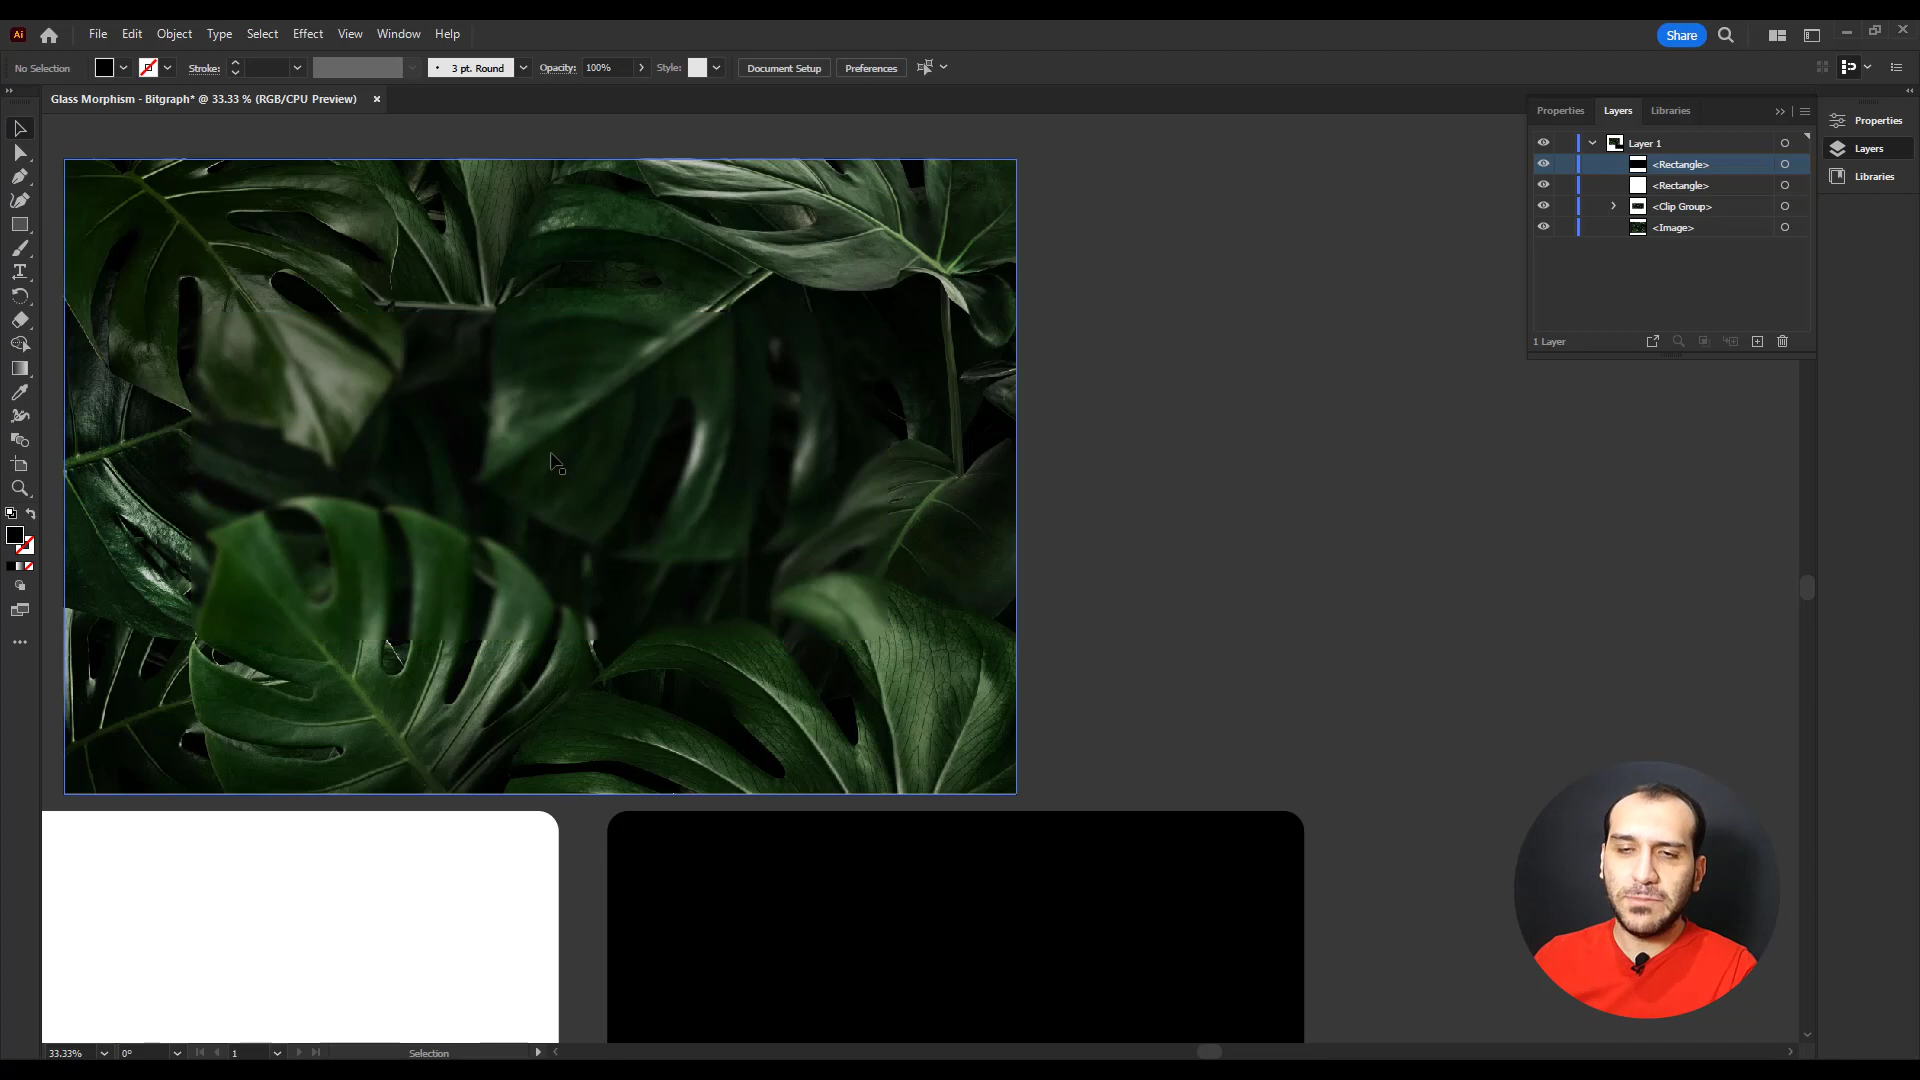 Ai File Edit Object Type Select Effect View Window Help Share
No Selection Stroke: 3 pt. Round Opacity: 100% Style: Document Setup Preferences
Glass Morphism - Bitgraph* @ 33.33 % (RGB/CPU Preview)
Properties Layers Libraries
Layer 1
<Rectangle>
<Rectangle>
<Clip Group>
<Image>
1 Layer
Properties
Layers
Libraries
33.33% 0° 1 Selection